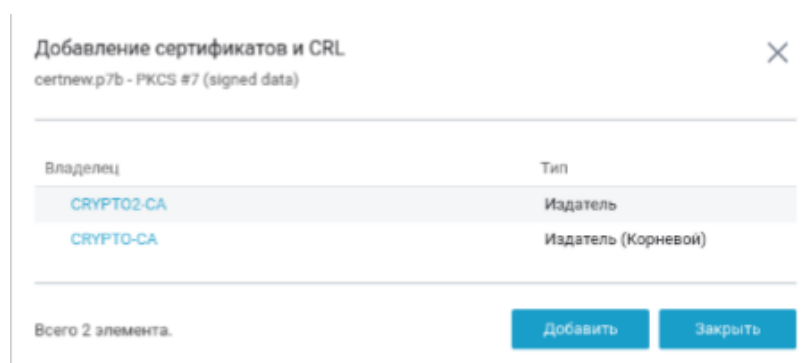 Добавление сертификатов и CRL
certnew.p7b - PKCS #7 (signed data)
Владелец Тип
CRYPTO2-CA Издатель
CRYPTO-CA Издатель (Корневой)
Всего 2 элемента. Добавить Закрыть